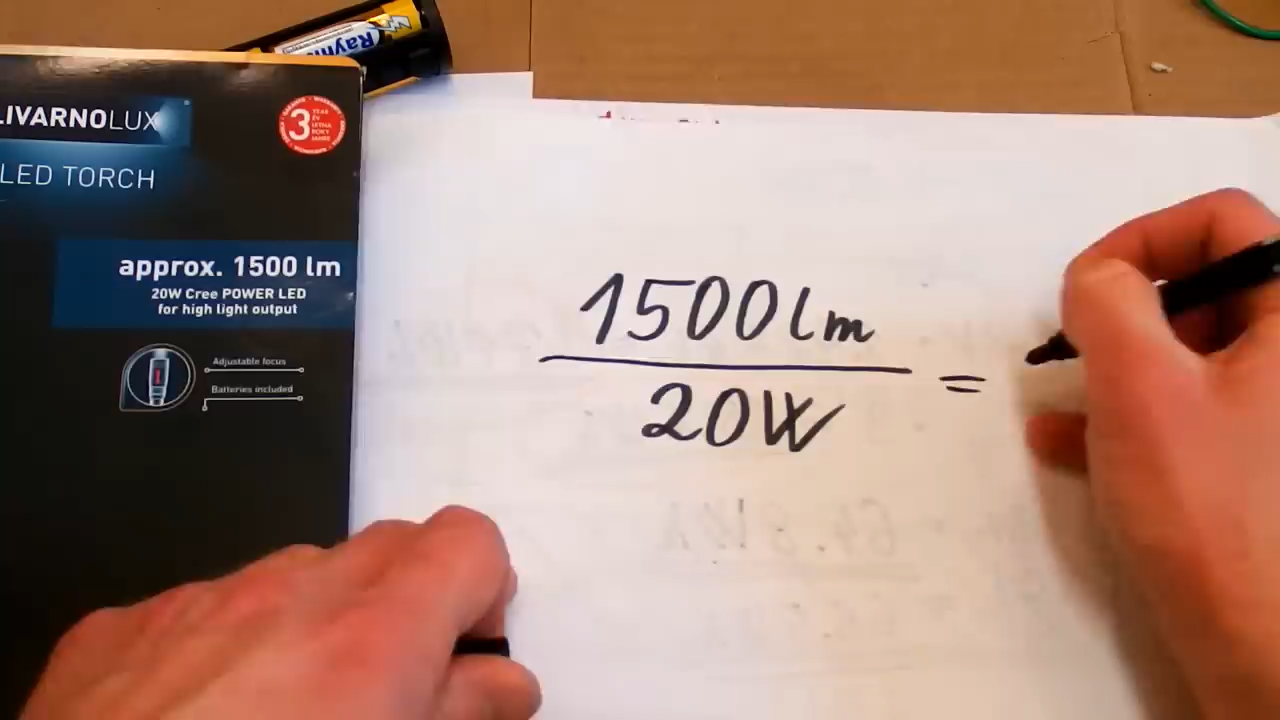 LIVARNOLUX
LED TORCH
3
approx. 1500 lm
20W Cree POWER LED
for high light output
Adjustable focus
Batteries included
1500 lm
20W
=